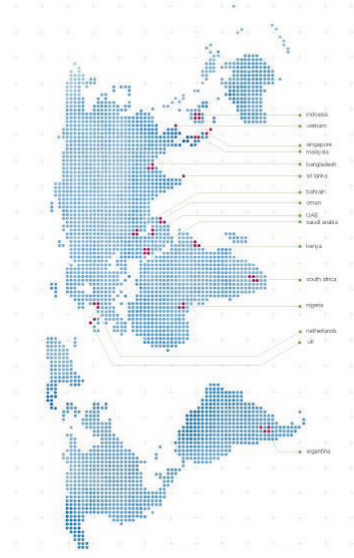 indonesia
vietnam
singapore
malaysia
bangladesh
sri lanka
bahrain
oman
UAE
saudi arabia
kenya
south africa
nigeria
netherlands
uk
argentina